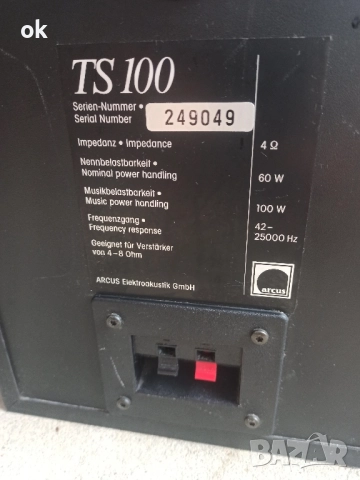 ok
TS 100
Serien-Nummer •
Serial Number
249049
Impedanz • Impedance 4 Ω
Nennbelastbarkeit •
Nominal power handling 60 W
Musikbelastbarkeit •
Music power handling 100 W
Frequenzgang • 42–
Frequency response 25000 Hz
Geeignet für Verstärker
von 4–8 Ohm
ARCUS Elektroakustik GmbH
arcus
BAZAR